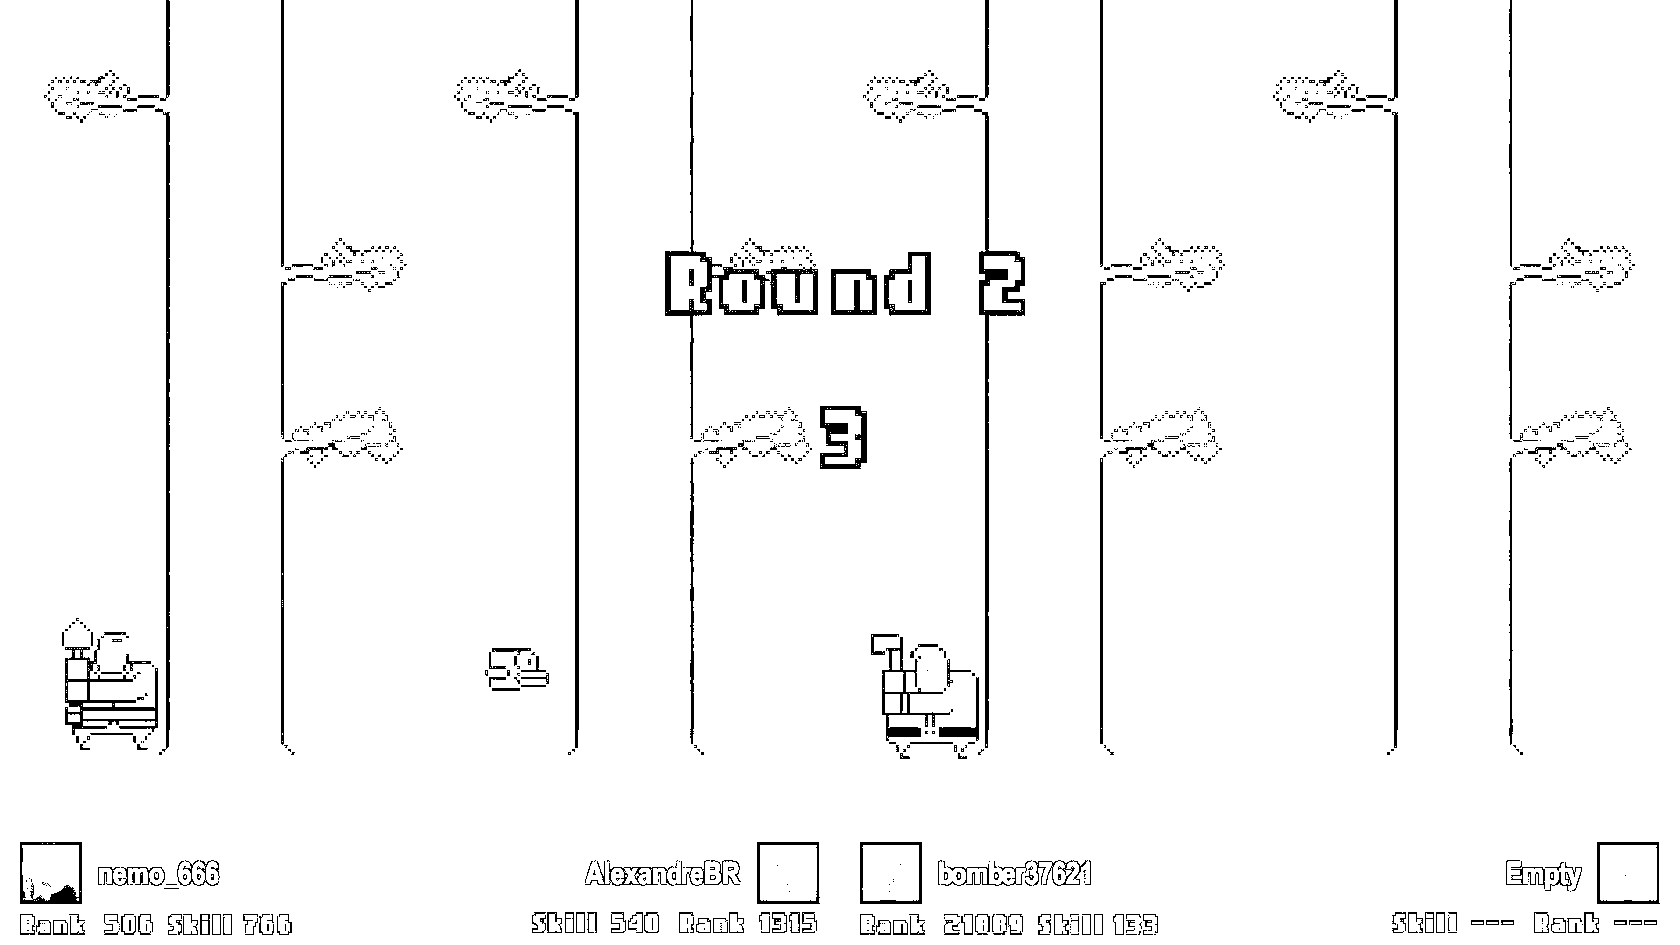 Round 2
3
nemo_666
AlexandreBR
bomber37621
Empty
Rank 506 Skill 766
Skill 540 Rank 1315
Rank 21009 Skill 133
Skill --- Rank ---